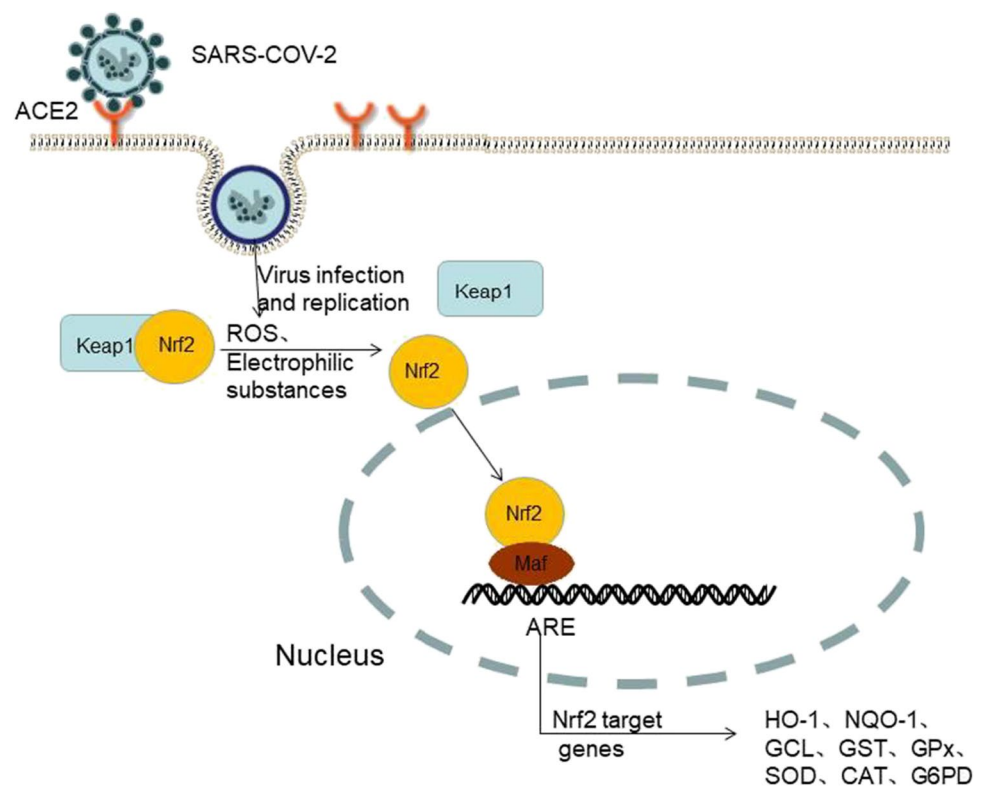 SARS-COV-2
ACE2
Virus infection
and replication
Keap1
Keap1
Nrf2
ROS、
Electrophilic
substances
Nrf2
Nrf2
Maf
ARE
Nucleus
Nrf2 target
genes
HO-1、NQO-1、
GCL、GST、GPx、
SOD、CAT、G6PD